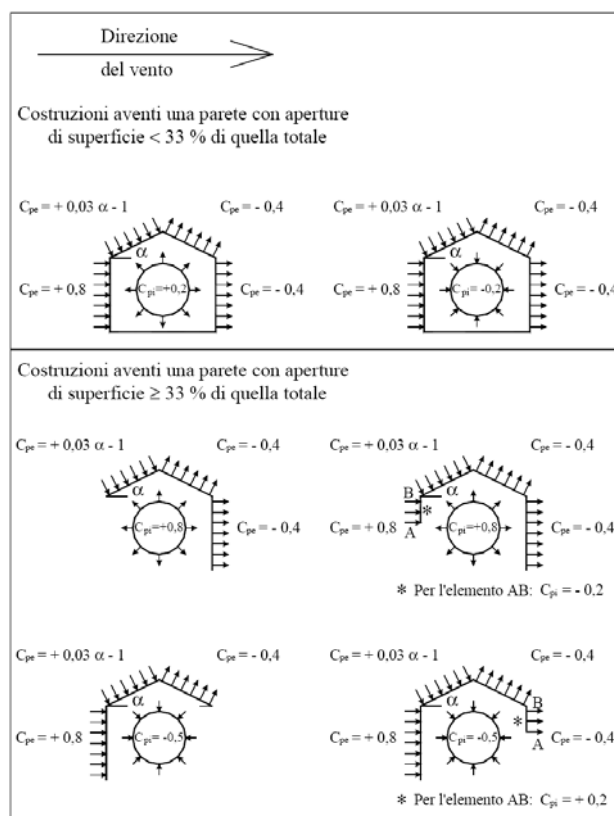 Direzione
del vento
Costruzioni aventi una parete con aperture
di superficie < 33 % di quella totale
Cpe = + 0,03 α - 1
Cpe = - 0,4
Cpe = + 0,03 α - 1
Cpe = - 0,4
α
α
Cpe = + 0,8
Cpi=+0,2
Cpe = - 0,4
Cpe = + 0,8
Cpi= -0,2
Cpe = - 0,4
Costruzioni aventi una parete con aperture
di superficie ≥ 33 % di quella totale
Cpe = + 0,03 α - 1
Cpe = - 0,4
Cpe = + 0,03 α - 1
Cpe = - 0,4
α
B
α
Cpi=+0,8
Cpe = - 0,4
Cpe = + 0,8
A
*
Cpi=+0,8
Cpe = - 0,4
* Per l'elemento AB: Cpi = - 0,2
Cpe = + 0,03 α - 1
Cpe = - 0,4
Cpe = + 0,03 α - 1
Cpe = - 0,4
α
α
B
Cpe = + 0,8
Cpi= -0,5
Cpe = + 0,8
Cpi= -0,5
*
A
Cpe = - 0,4
* Per l'elemento AB: Cpi = + 0,2